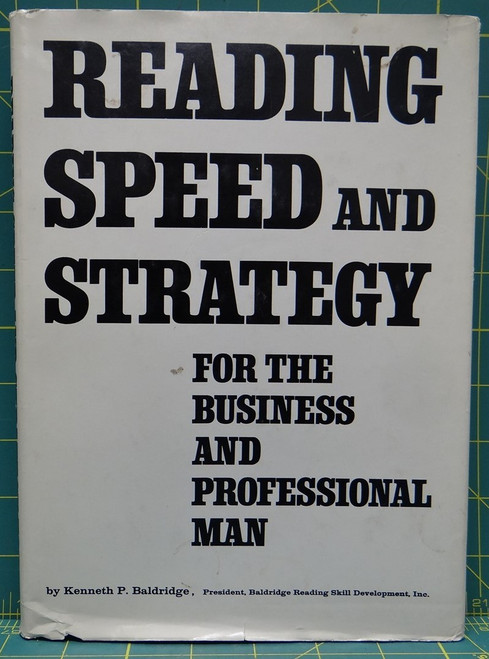 READING
SPEED AND
STRATEGY
FOR THE
BUSINESS
AND
PROFESSIONAL
MAN
by Kenneth P. Baldridge, President, Baldridge Reading Skill Development, Inc.